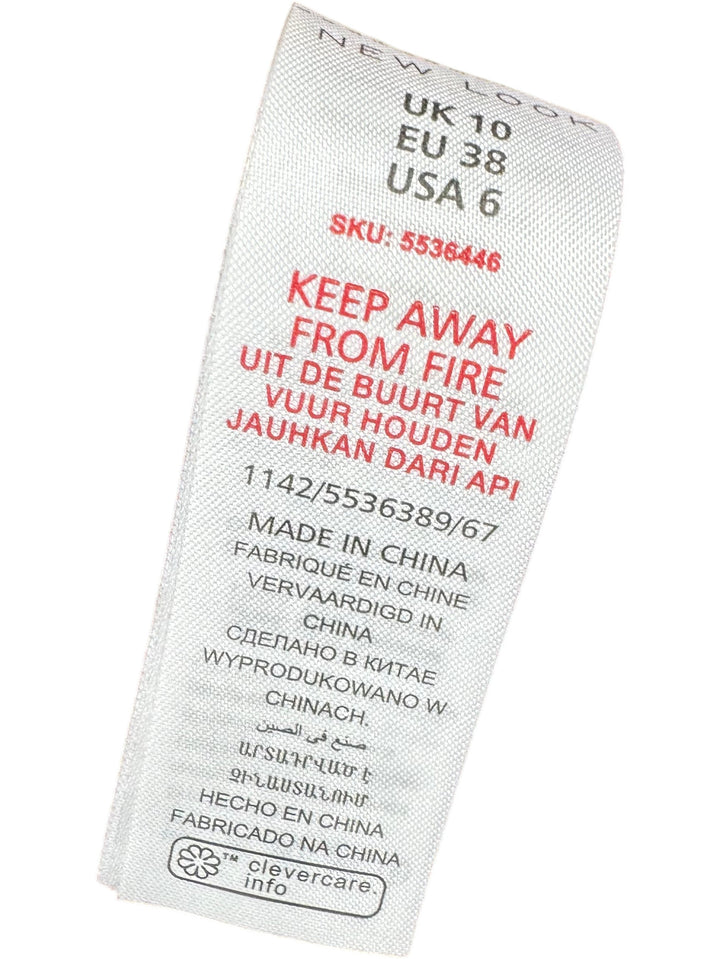 NEW LOOK
UK 10
EU 38
USA 6
SKU: 5536446
KEEP AWAY
FROM FIRE
UIT DE BUURT VAN
VUUR HOUDEN
JAUHKAN DARI API
1142/5536389/67
MADE IN CHINA
FABRIQUÉ EN CHINE
VERVAARDIGD IN
CHINA
СДЕЛАНО В КИТАЕ
WYPRODUKOWANO W
CHINACH.
صنع في الصين
ԱՐՏԱԴՐՎԱԾ Է
ՉԻՆԱՍՏԱՆՈՒՄ
HECHO EN CHINA
FABRICADO NA CHINA
™ clevercare.
info